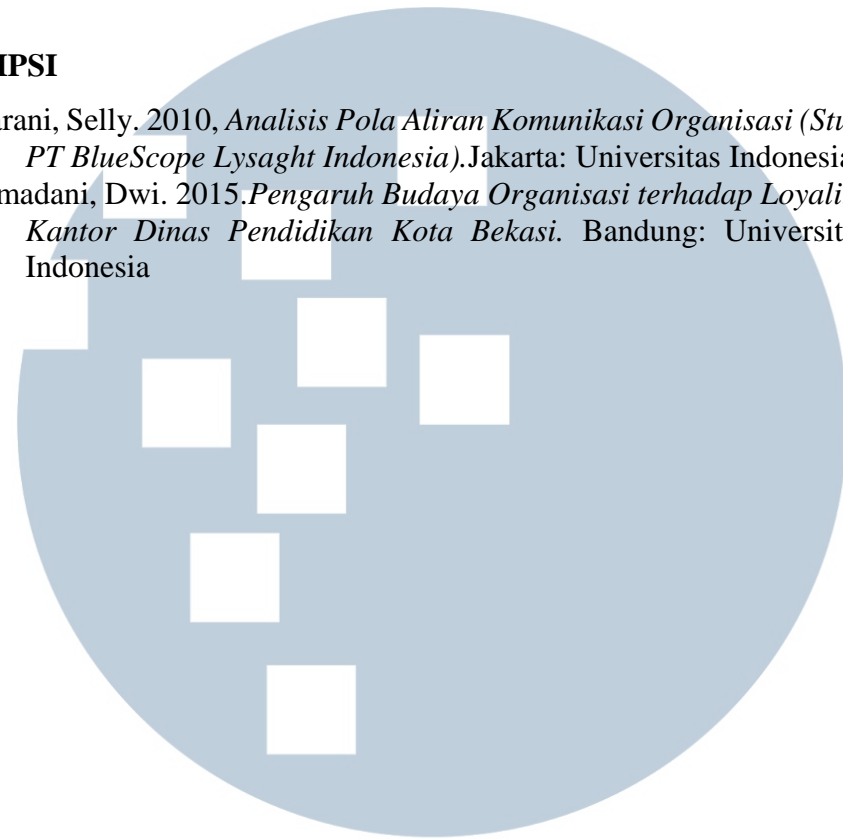 IPSI
arani, Selly. 2010, Analisis Pola Aliran Komunikasi Organisasi (Stu
PT BlueScope Lysaght Indonesia).Jakarta: Universitas Indonesia
madani, Dwi. 2015.Pengaruh Budaya Organisasi terhadap Loyali
Kantor Dinas Pendidikan Kota Bekasi. Bandung: Universit
Indonesia